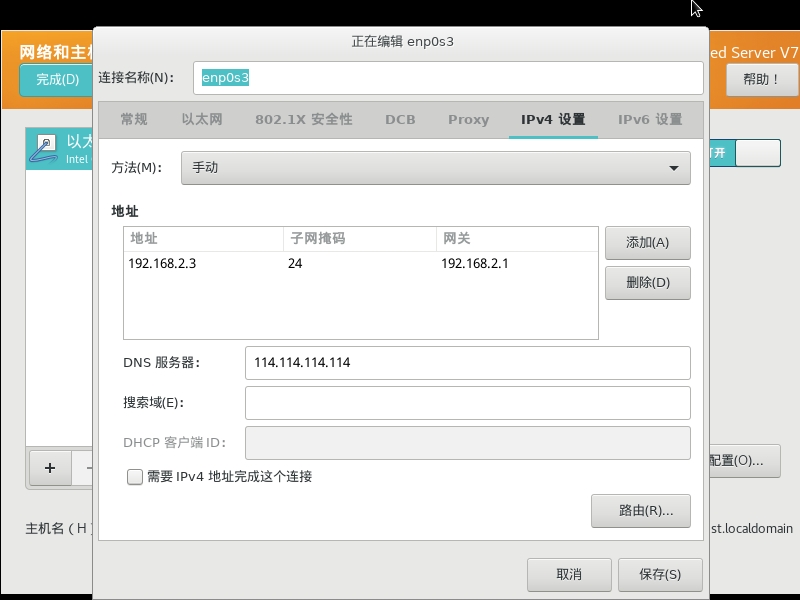 正在编辑 enp0s3
网络和主
ed Server V7
完成(D)
帮助！
连接名称(N)：
enp0s3
常规
以太网
802.1X 安全性
DCB
Proxy
IPv4 设置
IPv6 设置
以太
Intel
开
方法(M)：
手动
地址
地址
子网掩码
网关
192.168.2.3
24
192.168.2.1
添加(A)
删除(D)
DNS 服务器：
114.114.114.114
搜索域(E)：
DHCP 客户端 ID：
配置(O)...
需要 IPv4 地址完成这个连接
路由(R)...
主机名（H
st.localdomain
取消
保存(S)